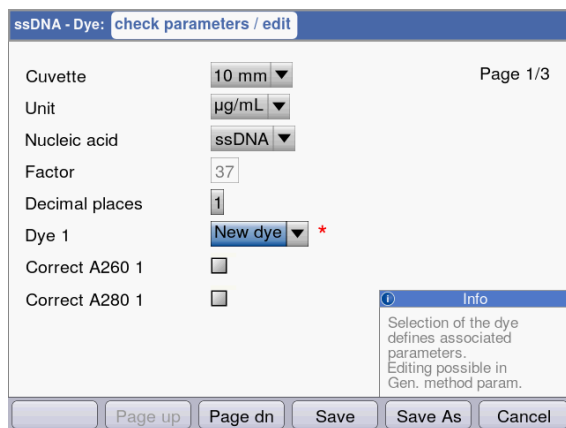 ssDNA - Dye: check parameters / edit
Cuvette 10 mm Page 1/3
Unit µg/mL
Nucleic acid ssDNA
Factor 37
Decimal places 1
Dye 1 New dye *
Correct A260 1
Correct A280 1
Info
Selection of the dye
defines associated
parameters.
Editing possible in
Gen. method param.
Page up Page dn Save Save As Cancel